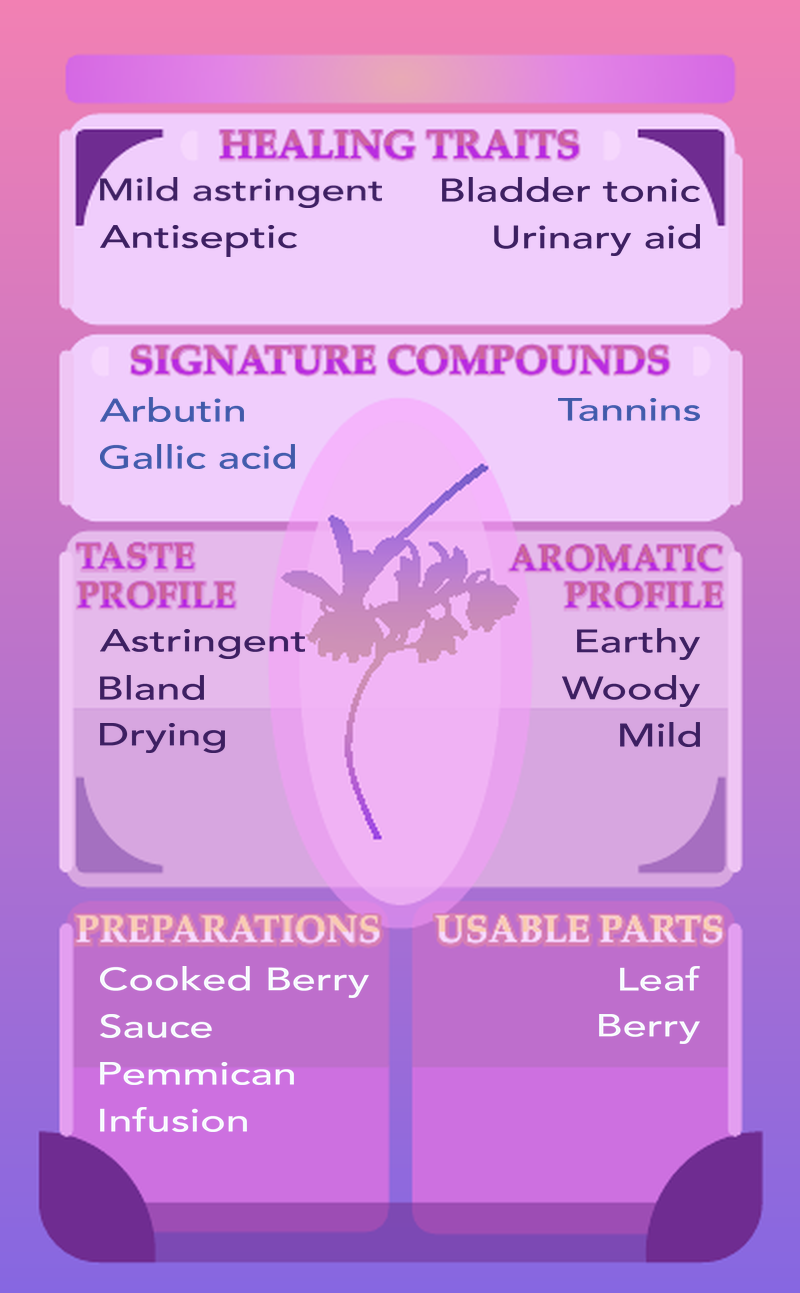 HEALING TRAITS
Mild astringent
Bladder tonic
Antiseptic
Urinary aid
SIGNATURE COMPOUNDS
Arbutin
Tannins
Gallic acid
TASTE
PROFILE
Astringent
Bland
Drying
AROMATIC
PROFILE
Earthy
Woody
Mild
PREPARATIONS
Cooked Berry
Sauce
Pemmican
Infusion
USABLE PARTS
Leaf
Berry